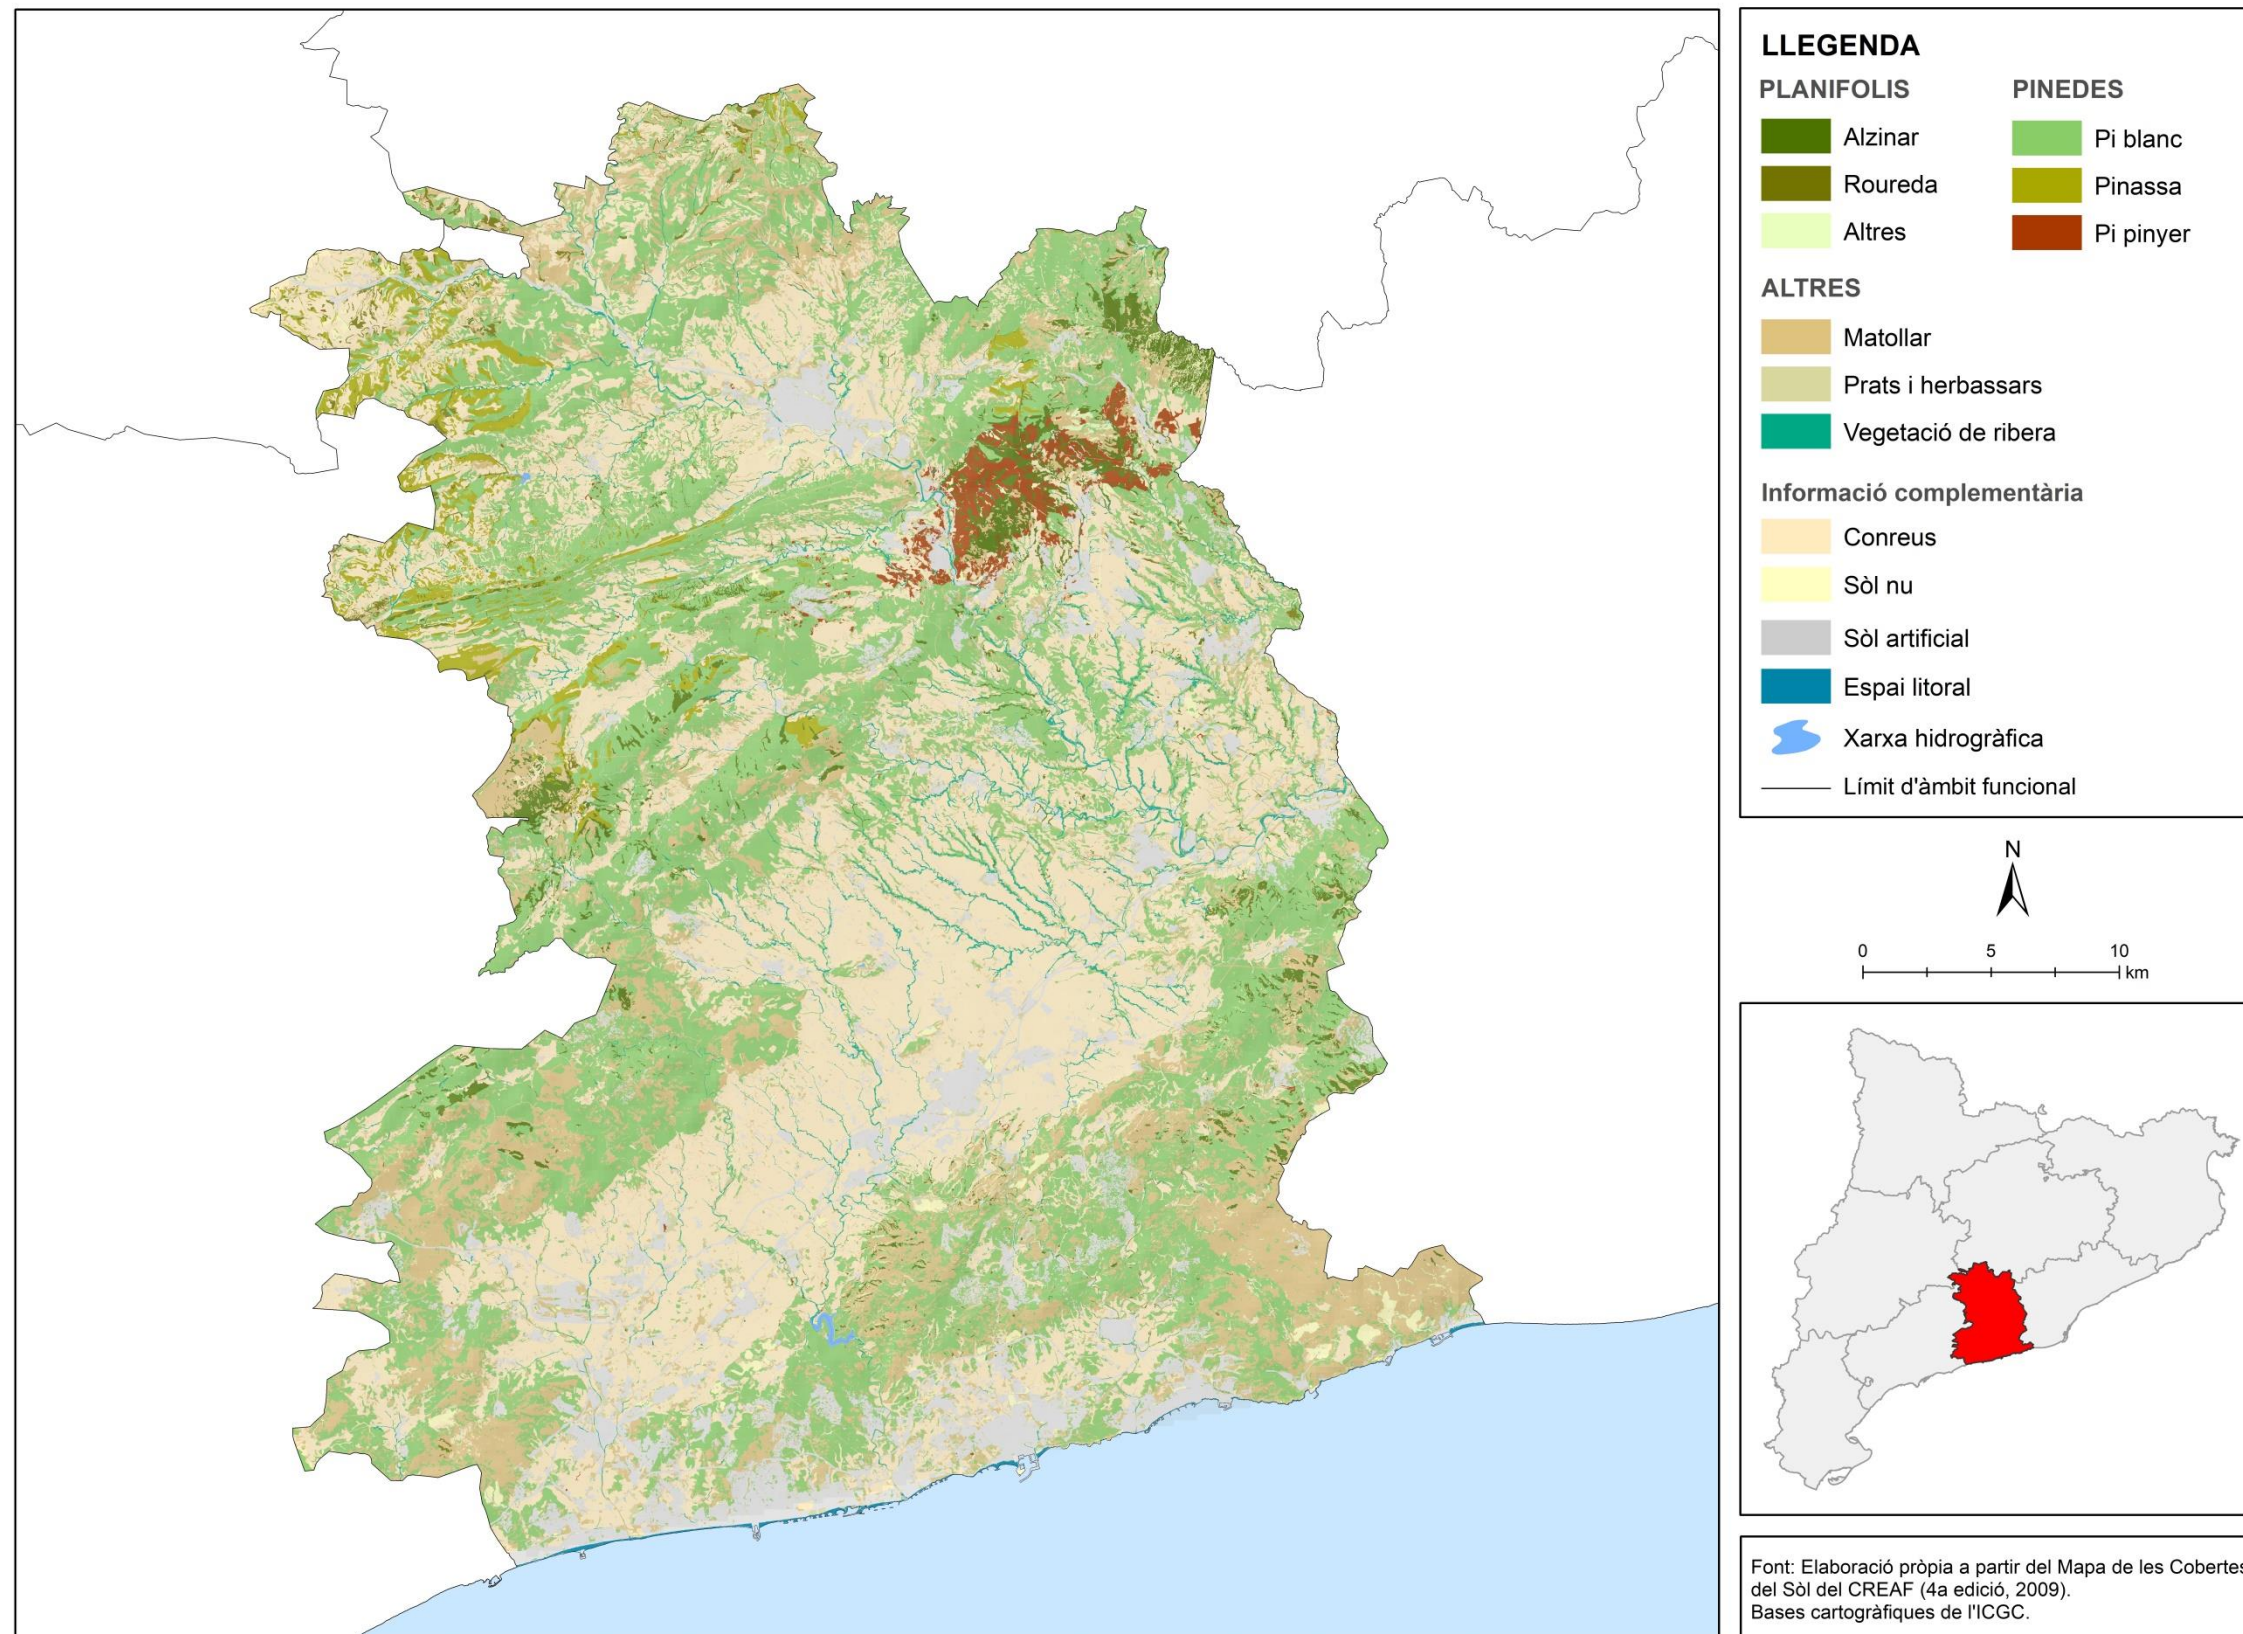 LLEGENDA
PLANIFOLIS
Alzinar
Roureda
Altres
PINEDES
Pi blanc
Pinassa
Pi pinyer
ALTRES
Matollar
Prats i herbassars
Vegetació de ribera
Informació complementària
Conreus
Sòl nu
Sòl artificial
Espai litoral
Xarxa hidrogràfica
Límit d'àmbit funcional
N
0 5 10
km
Font: Elaboració pròpia a partir del Mapa de les Cobertes
del Sòl del CREAF (4a edició, 2009).
Bases cartogràfiques de l'ICGC.